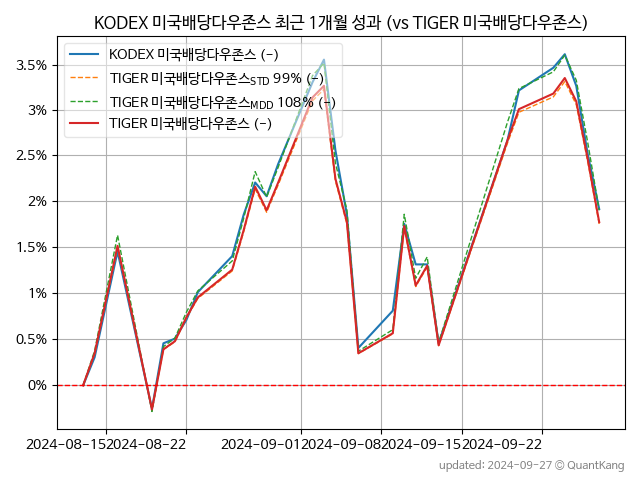 KODEX 미국배당다우존스 최근 1개월 성과 (vs TIGER 미국배당다우존스)
KODEX 미국배당다우존스 (-)
TIGER 미국배당다우존스STD 99% (-)
TIGER 미국배당다우존스MDD 108% (-)
TIGER 미국배당다우존스 (-)
3.5%
3%
2.5%
2%
1.5%
1%
0.5%
0%
2024-08-15 2024-08-22 2024-09-01 2024-09-08 2024-09-15 2024-09-22
updated: 2024-09-27 © QuantKang